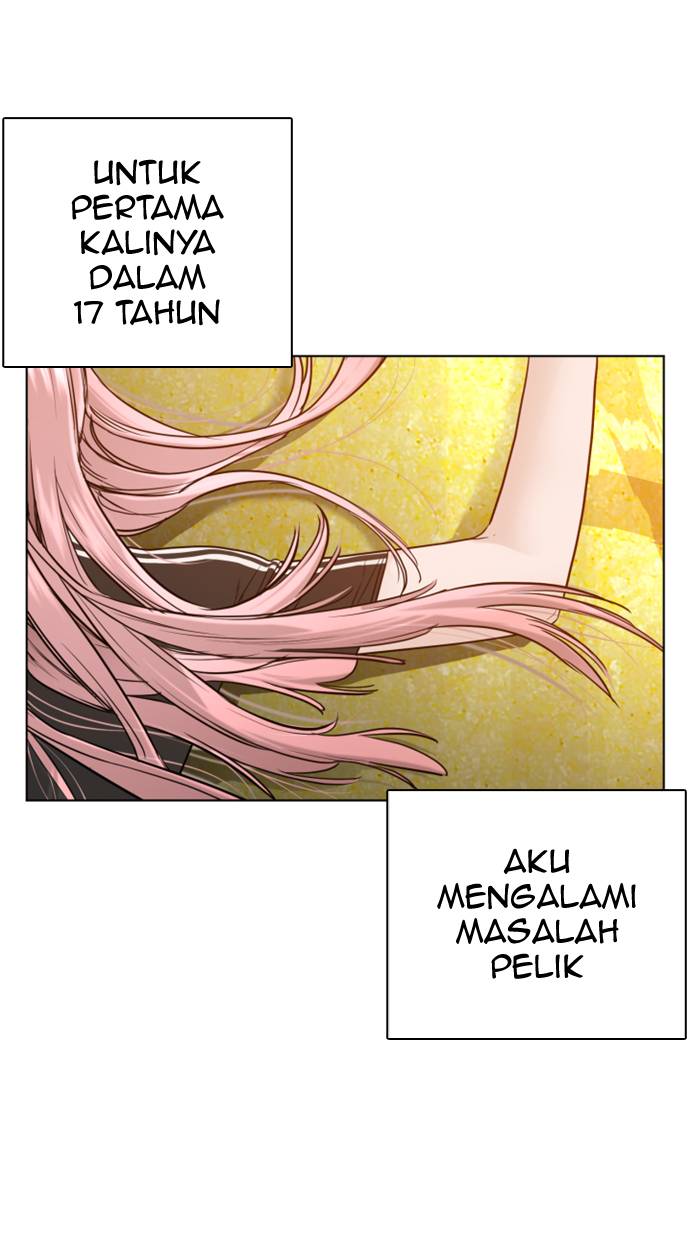 UNTUK
PERTAMA
KALINYA
DALAM
17 TAHUN
AKU
MENGALAMI
MASALAH
PELIK